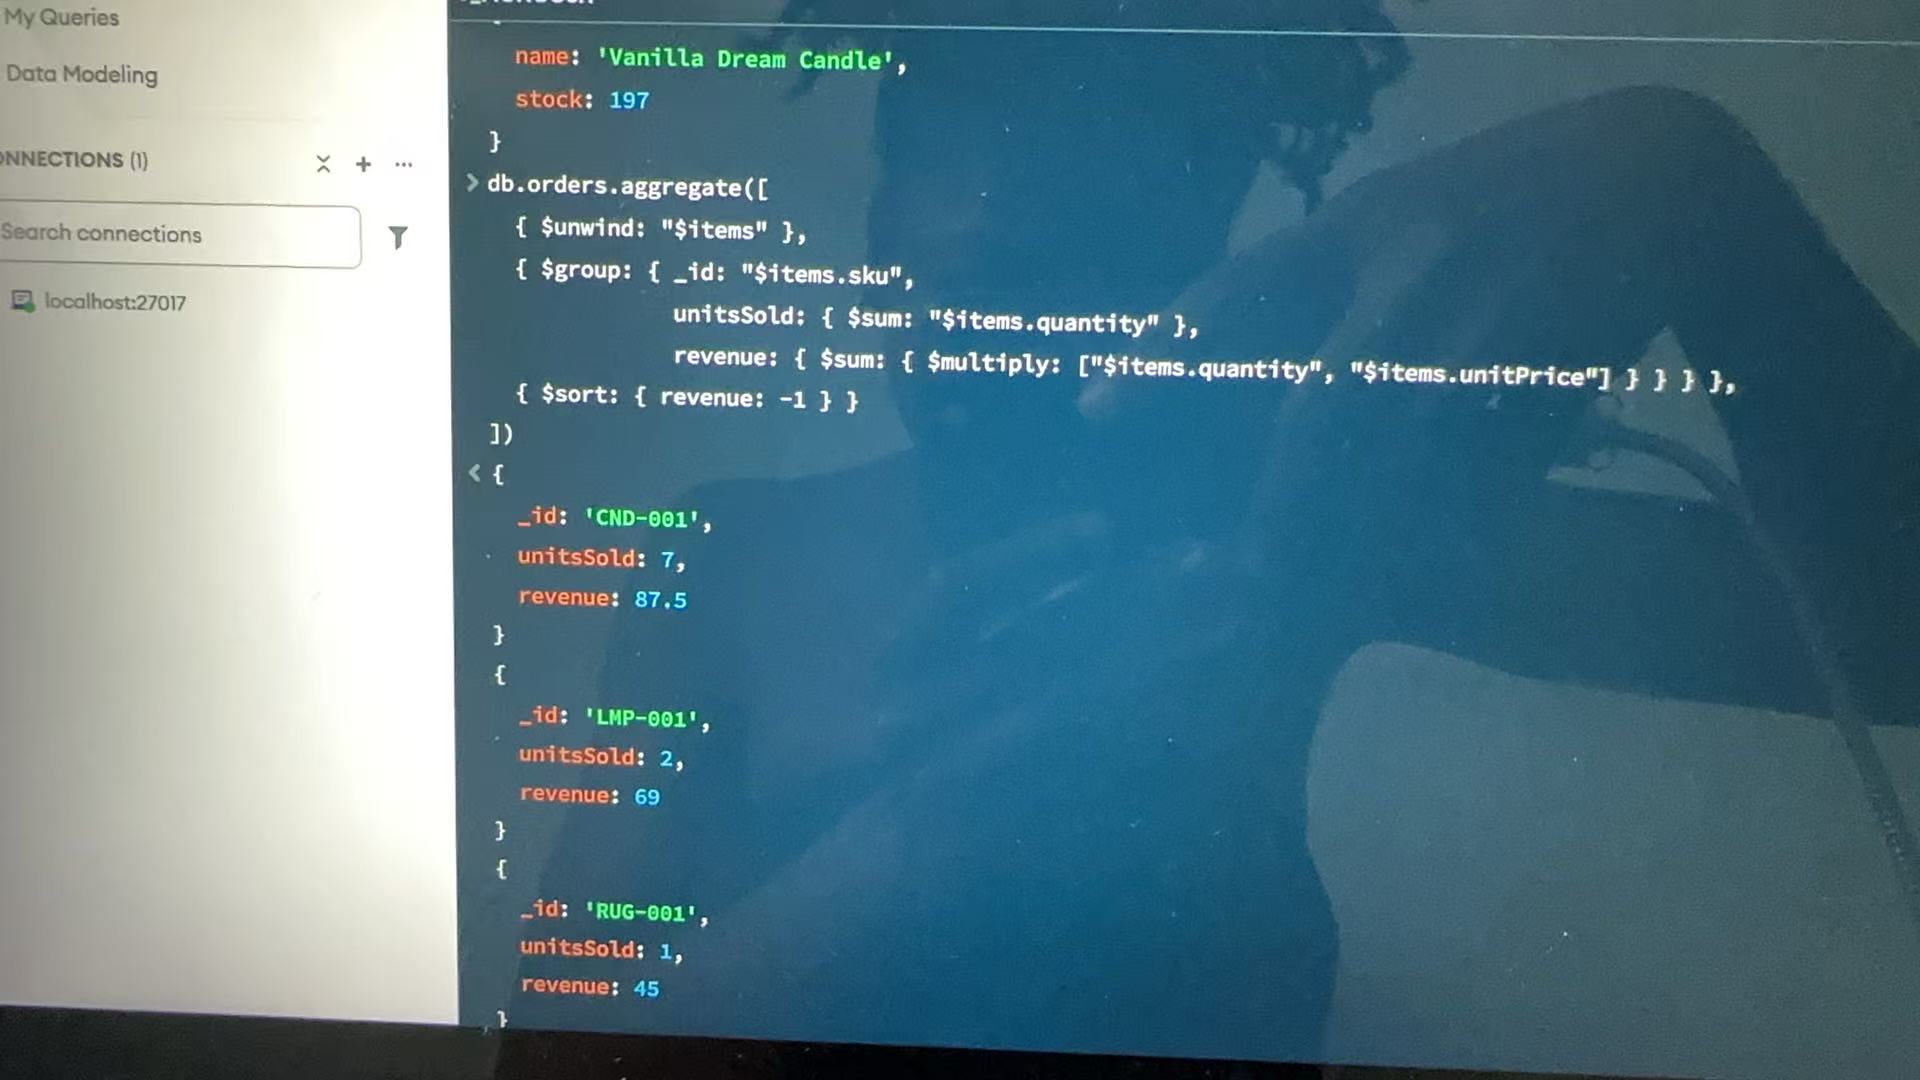 My Queries
Data Modeling
ONNECTIONS (1)
Search connections
localhost:27017
name: 'Vanilla Dream Candle',
stock: 197
}
db.orders.aggregate([
{ $unwind: "$items" },
{ $group: { _id: "$items.sku",
unitsSold: { $sum: "$items.quantity" },
revenue: { $sum: { $multiply: ["$items.quantity", "$items.unitPrice"] } } } },
{ $sort: { revenue: -1 } }
])
{
_id: 'CND-001',
unitsSold: 7,
revenue: 87.5
}
{
_id: 'LMP-001',
unitsSold: 2,
revenue: 69
}
{
_id: 'RUG-001',
unitsSold: 1,
revenue: 45
}